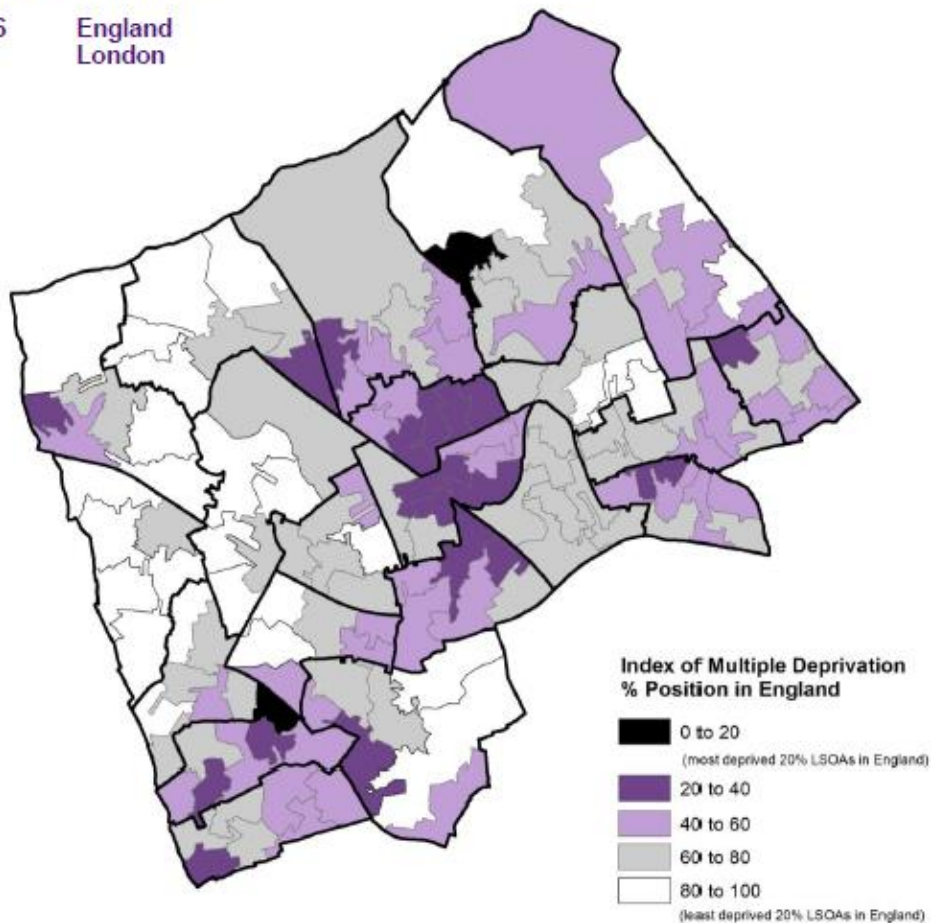 6 England
London
Index of Multiple Deprivation
% Position in England
0 to 20
(most deprived 20% LSOAs in England)
20 to 40
40 to 60
60 to 80
80 to 100
(least deprived 20% LSOAs in England)